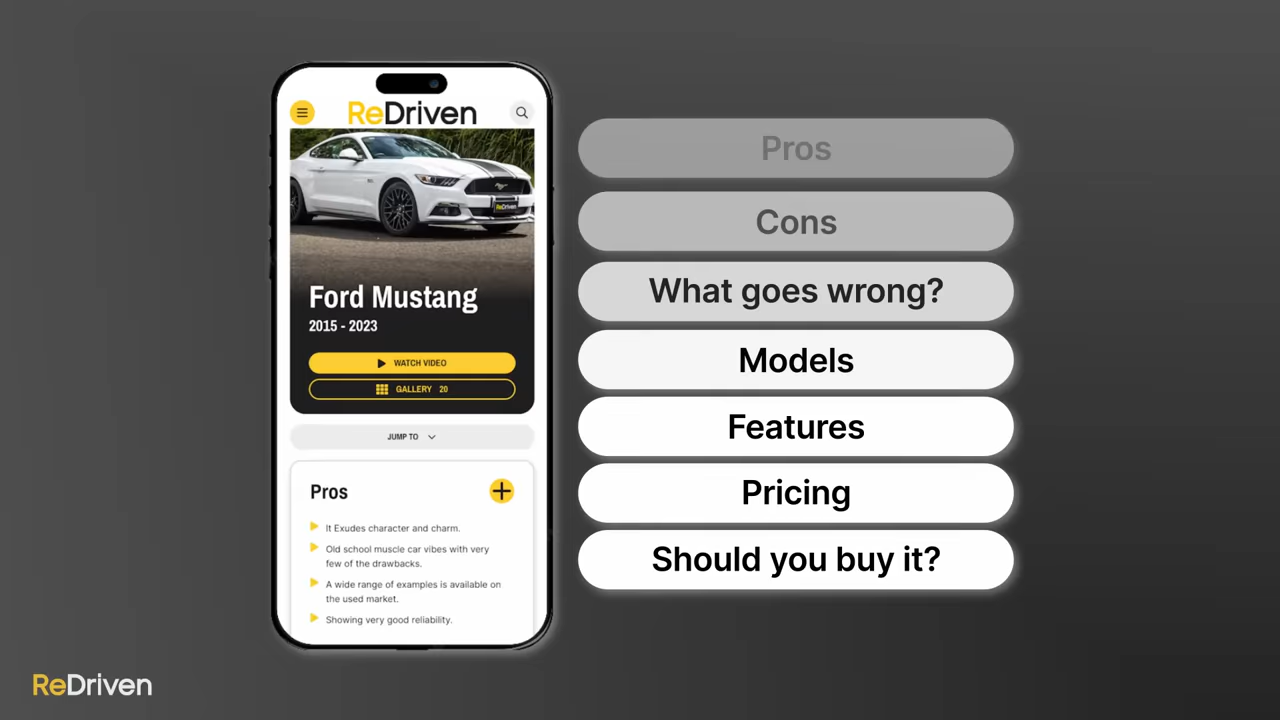 ReDriven
ReDriven
Ford Mustang
2015 - 2023
WATCH VIDEO
GALLERY 20
JUMP TO
Pros
It Exudes character and charm.
Old school muscle car vibes with very
few of the drawbacks.
A wide range of examples is available on
the used market.
Showing very good reliability.
Pros
Cons
What goes wrong?
Models
Features
Pricing
Should you buy it?
ReDriven